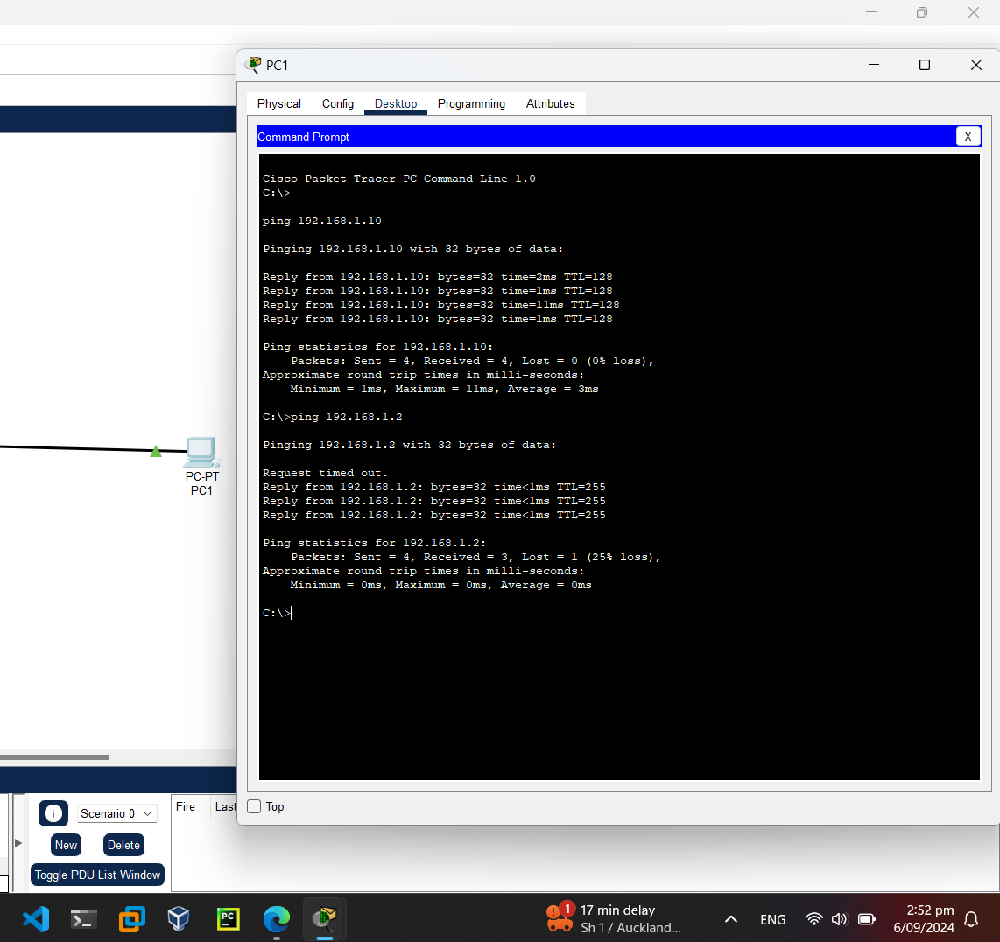 PC1
Physical Config Desktop Programming Attributes
Command Prompt X
Cisco Packet Tracer PC Command Line 1.0
C:\>
ping 192.168.1.10
Pinging 192.168.1.10 with 32 bytes of data:
Reply from 192.168.1.10: bytes=32 time=2ms TTL=128
Reply from 192.168.1.10: bytes=32 time=1ms TTL=128
Reply from 192.168.1.10: bytes=32 time=11ms TTL=128
Reply from 192.168.1.10: bytes=32 time=1ms TTL=128
Ping statistics for 192.168.1.10:
Packets: Sent = 4, Received = 4, Lost = 0 (0% loss),
Approximate round trip times in milli-seconds:
Minimum = 1ms, Maximum = 11ms, Average = 3ms
C:\>ping 192.168.1.2
Pinging 192.168.1.2 with 32 bytes of data:
Request timed out.
Reply from 192.168.1.2: bytes=32 time<1ms TTL=255
Reply from 192.168.1.2: bytes=32 time<1ms TTL=255
Reply from 192.168.1.2: bytes=32 time<1ms TTL=255
Ping statistics for 192.168.1.2:
Packets: Sent = 4, Received = 3, Lost = 1 (25% loss),
Approximate round trip times in milli-seconds:
Minimum = 0ms, Maximum = 0ms, Average = 0ms
C:\>
Top
PC-PT
PC1
Scenario 0
New Delete
Toggle PDU List Window
Fire Last
PC
1
17 min delay
Sh 1 / Auckland...
ENG
2:52 pm
6/09/2024